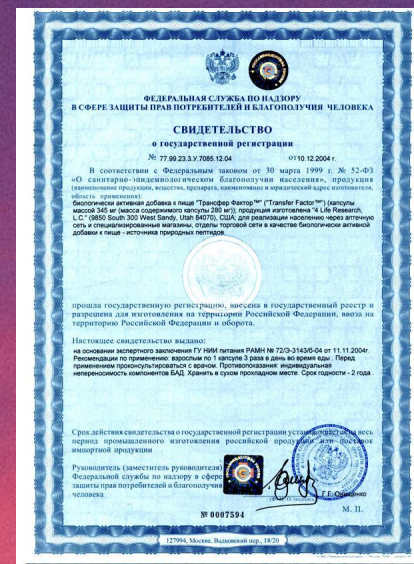 ФЕДЕРАЛЬНАЯ СЛУЖБА ПО НАДЗОРУ
В СФЕРЕ ЗАЩИТЫ ПРАВ ПОТРЕБИТЕЛЕЙ И БЛАГОПОЛУЧИЯ ЧЕЛОВЕКА
СВИДЕТЕЛЬСТВО
о государственной регистрации
№ 77.99.23.3.У.7085.12.04 от 10.12.2004 г.
В соответствии с Федеральным законом от 30 марта 1999 г. № 52-ФЗ
«О санитарно-эпидемиологическом благополучии населения», продукция
(наименование продукции, вещества, препарата, наименование и юридический адрес изготовителя,
область применения):
биологически активная добавка к пище "Трансфер Фактор™" ("Transfer Factor™") (капсулы
массой 345 мг (масса содержимого капсулы 280 мг)); продукция изготовлена "4 Life Research,
L.C." (9850 South 300 West Sandy, Utah 84070), США; для реализации населению через аптечную
сеть и специализированные магазины, отделы торговой сети в качестве биологически активной
добавки к пище - источника природных пептидов.
прошла государственную регистрацию, внесена в государственный реестр и
разрешена для изготовления на территории Российской Федерации, ввоза на
территорию Российской Федерации и оборота.
Настоящее свидетельство выдано:
на основании экспертного заключения ГУ НИИ питания РАМН № 72/Э-3143/б-04 от 11.11.2004г.
Рекомендации по применению: взрослым по 1 капсуле 3 раза в день во время еды . Перед
применением проконсультироваться с врачом. Противопоказания: индивидуальная
непереносимость компонентов БАД. Хранить в сухом прохладном месте. Срок годности - 2 года .
Срок действия свидетельства о государственной регистрации устанавливается на весь
период промышленного изготовления российской продукции или поставок
импортной продукции
Руководитель (заместитель руководителя)
Федеральной службы по надзору в сфере
защиты прав потребителей и благополучия
человека
Г.Г. Онищенко
М. П.
№ 0007594
127994, Москва, Вадковский пер., 18/20